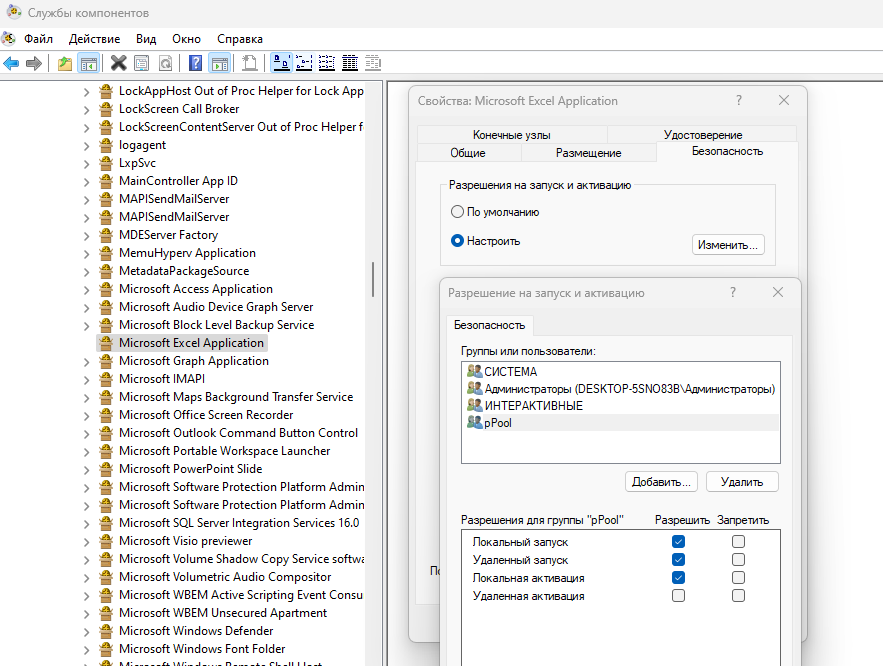 Службы компонентов
Файл Действие Вид Окно Справка
LockAppHost Out of Proc Helper for Lock App
LockScreen Call Broker
LockScreenContentServer Out of Proc Helper f
logagent
LxpSvc
MainController App ID
MAPISendMailServer
MAPISendMailServer
MDEServer Factory
MemuHyperv Application
MetadataPackageSource
Microsoft Access Application
Microsoft Audio Device Graph Server
Microsoft Block Level Backup Service
Microsoft Excel Application
Microsoft Graph Application
Microsoft IMAPI
Microsoft Maps Background Transfer Service
Microsoft Office Screen Recorder
Microsoft Outlook Command Button Control
Microsoft Portable Workspace Launcher
Microsoft PowerPoint Slide
Microsoft Software Protection Platform Admin
Microsoft Software Protection Platform Admin
Microsoft SQL Server Integration Services 16.0
Microsoft Visio previewer
Microsoft Volume Shadow Copy Service softwa
Microsoft Volumetric Audio Compositor
Microsoft WBEM Active Scripting Event Consu
Microsoft WBEM Unsecured Apartment
Microsoft Windows Defender
Microsoft Windows Font Folder
Microsoft Windows Remote Shell Host
Свойства: Microsoft Excel Application
Конечные узлы Удостоверение
Общие Размещение Безопасность
Разрешения на запуск и активацию
По умолчанию
Настроить
Изменить...
По
Разрешение на запуск и активацию
Безопасность
Группы или пользователи:
СИСТЕМА
Администраторы (DESKTOP-5SNO83B\Администраторы)
ИНТЕРАКТИВНЫЕ
pPool
Добавить... Удалить
Разрешения для группы "pPool" Разрешить Запретить
Локальный запуск
Удаленный запуск
Локальная активация
Удаленная активация